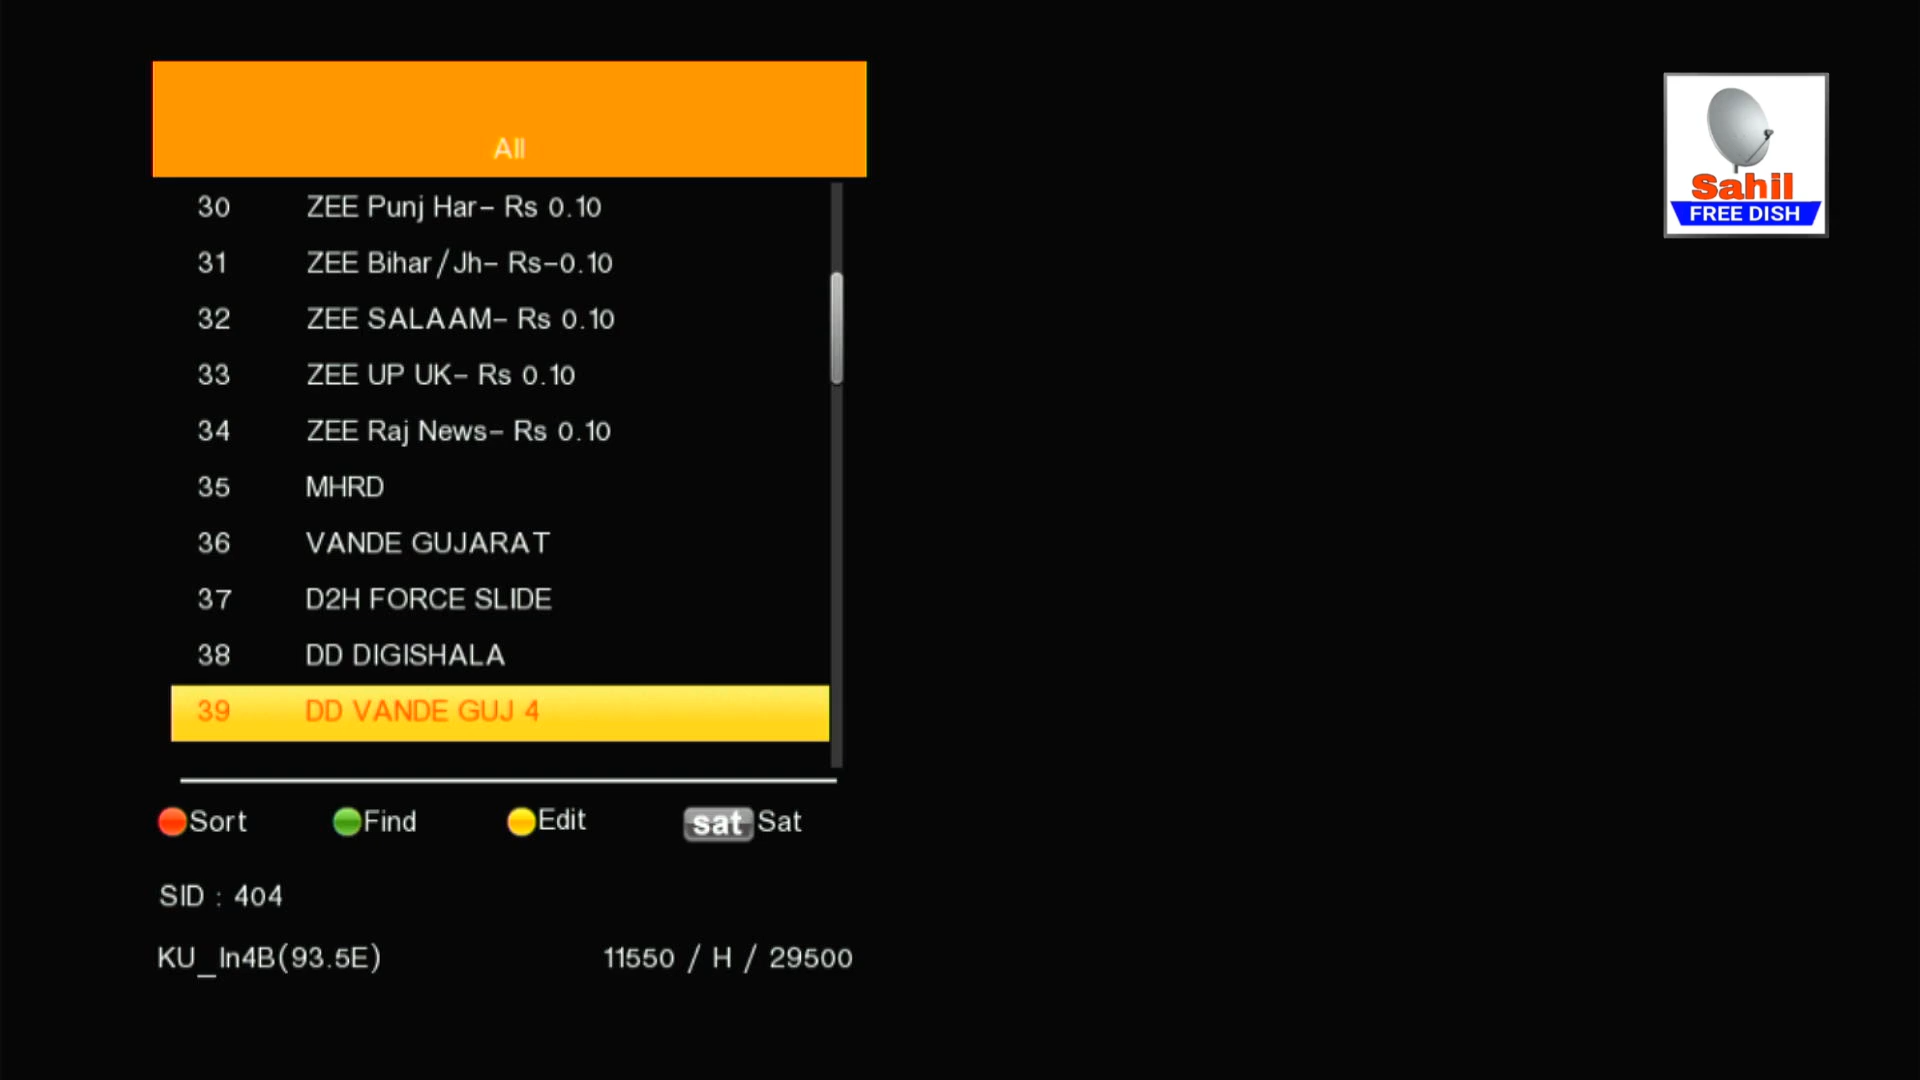 All
30 ZEE Punj Har- Rs 0.10
31 ZEE Bihar/Jh- Rs-0.10
32 ZEE SALAAM- Rs 0.10
33 ZEE UP UK- Rs 0.10
34 ZEE Raj News- Rs 0.10
35 MHRD
36 VANDE GUJARAT
37 D2H FORCE SLIDE
38 DD DIGISHALA
39 DD VANDE GUJ 4
Sort Find Edit sat Sat
SID : 404
KU_In4B(93.5E) 11550 / H / 29500
Sahil
FREE DISH